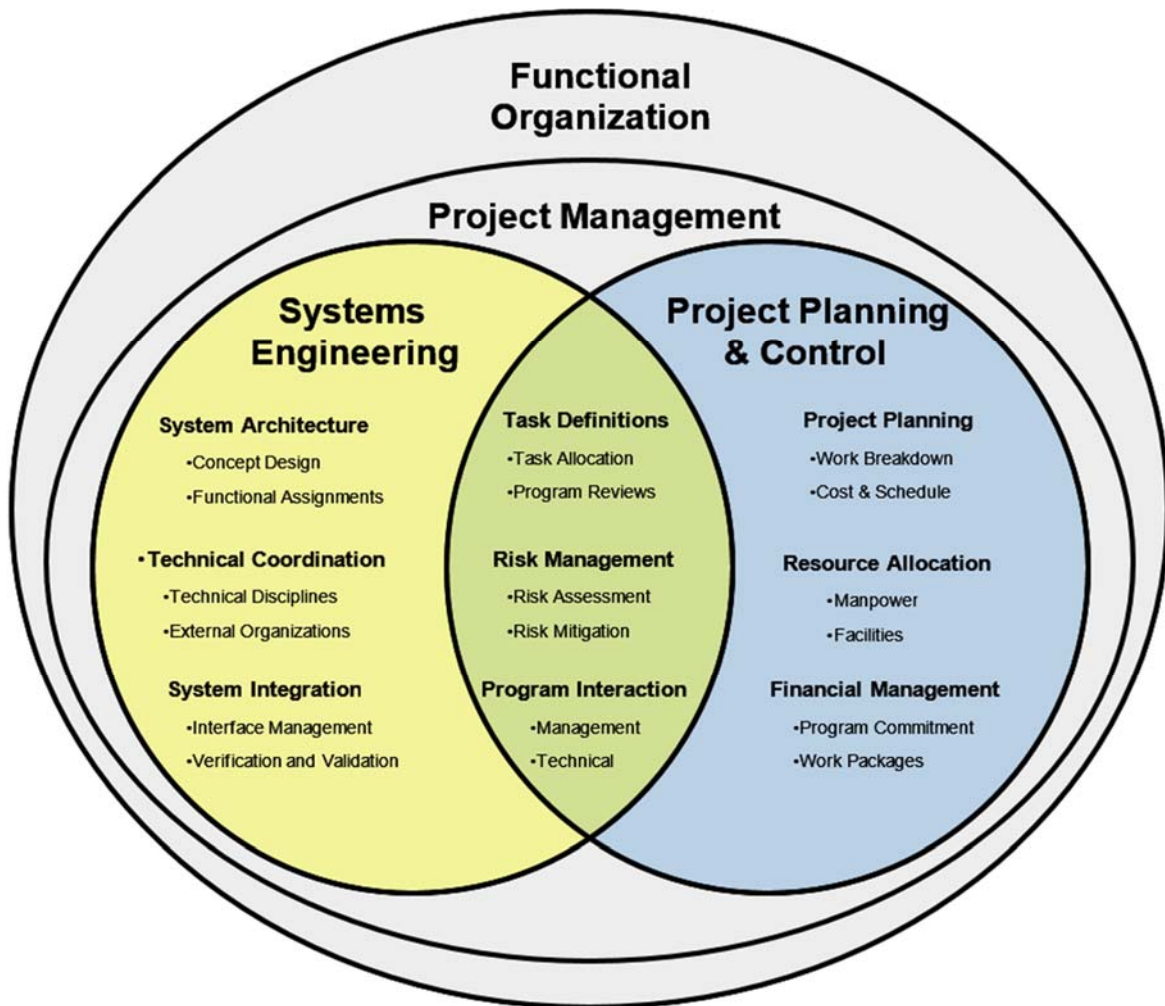 Functional
Organization
Project Management
Systems
Engineering
System Architecture
•Concept Design
•Functional Assignments
•Technical Coordination
•Technical Disciplines
•External Organizations
System Integration
•Interface Management
•Verification and Validation
Task Definitions
•Task Allocation
•Program Reviews
Risk Management
•Risk Assessment
•Risk Mitigation
Program Interaction
•Management
•Technical
Project Planning
& Control
Project Planning
•Work Breakdown
•Cost & Schedule
Resource Allocation
•Manpower
•Facilities
Financial Management
•Program Commitment
•Work Packages